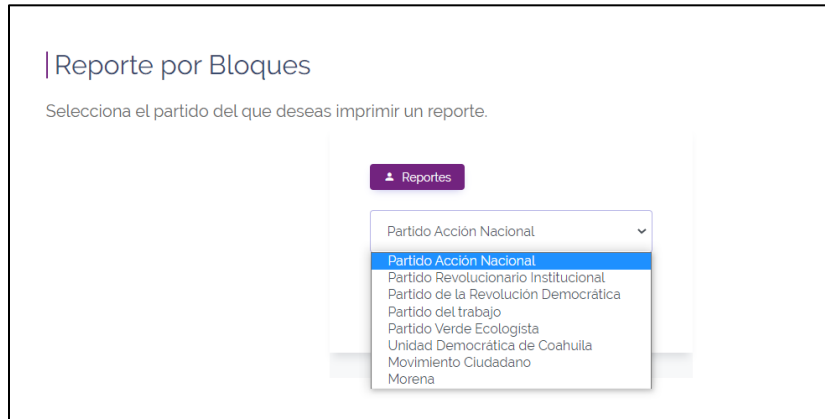 Reporte por Bloques
Selecciona el partido del que deseas imprimir un reporte.
Reportes
Partido Acción Nacional
Partido Acción Nacional
Partido Revolucionario Institucional
Partido de la Revolución Democrática
Partido del trabajo
Partido Verde Ecologista
Unidad Democrática de Coahuila
Movimiento Ciudadano
Morena